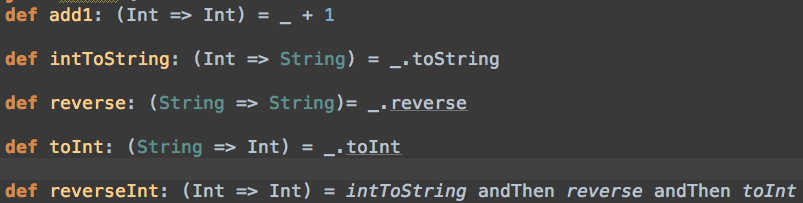 def add1: (Int => Int) = _ + 1
def intToString: (Int => String) = _.toString
def reverse: (String => String)= _.reverse
def toInt: (String => Int) = _.toInt
def reverseInt: (Int => Int) = intToString andThen reverse andThen toInt